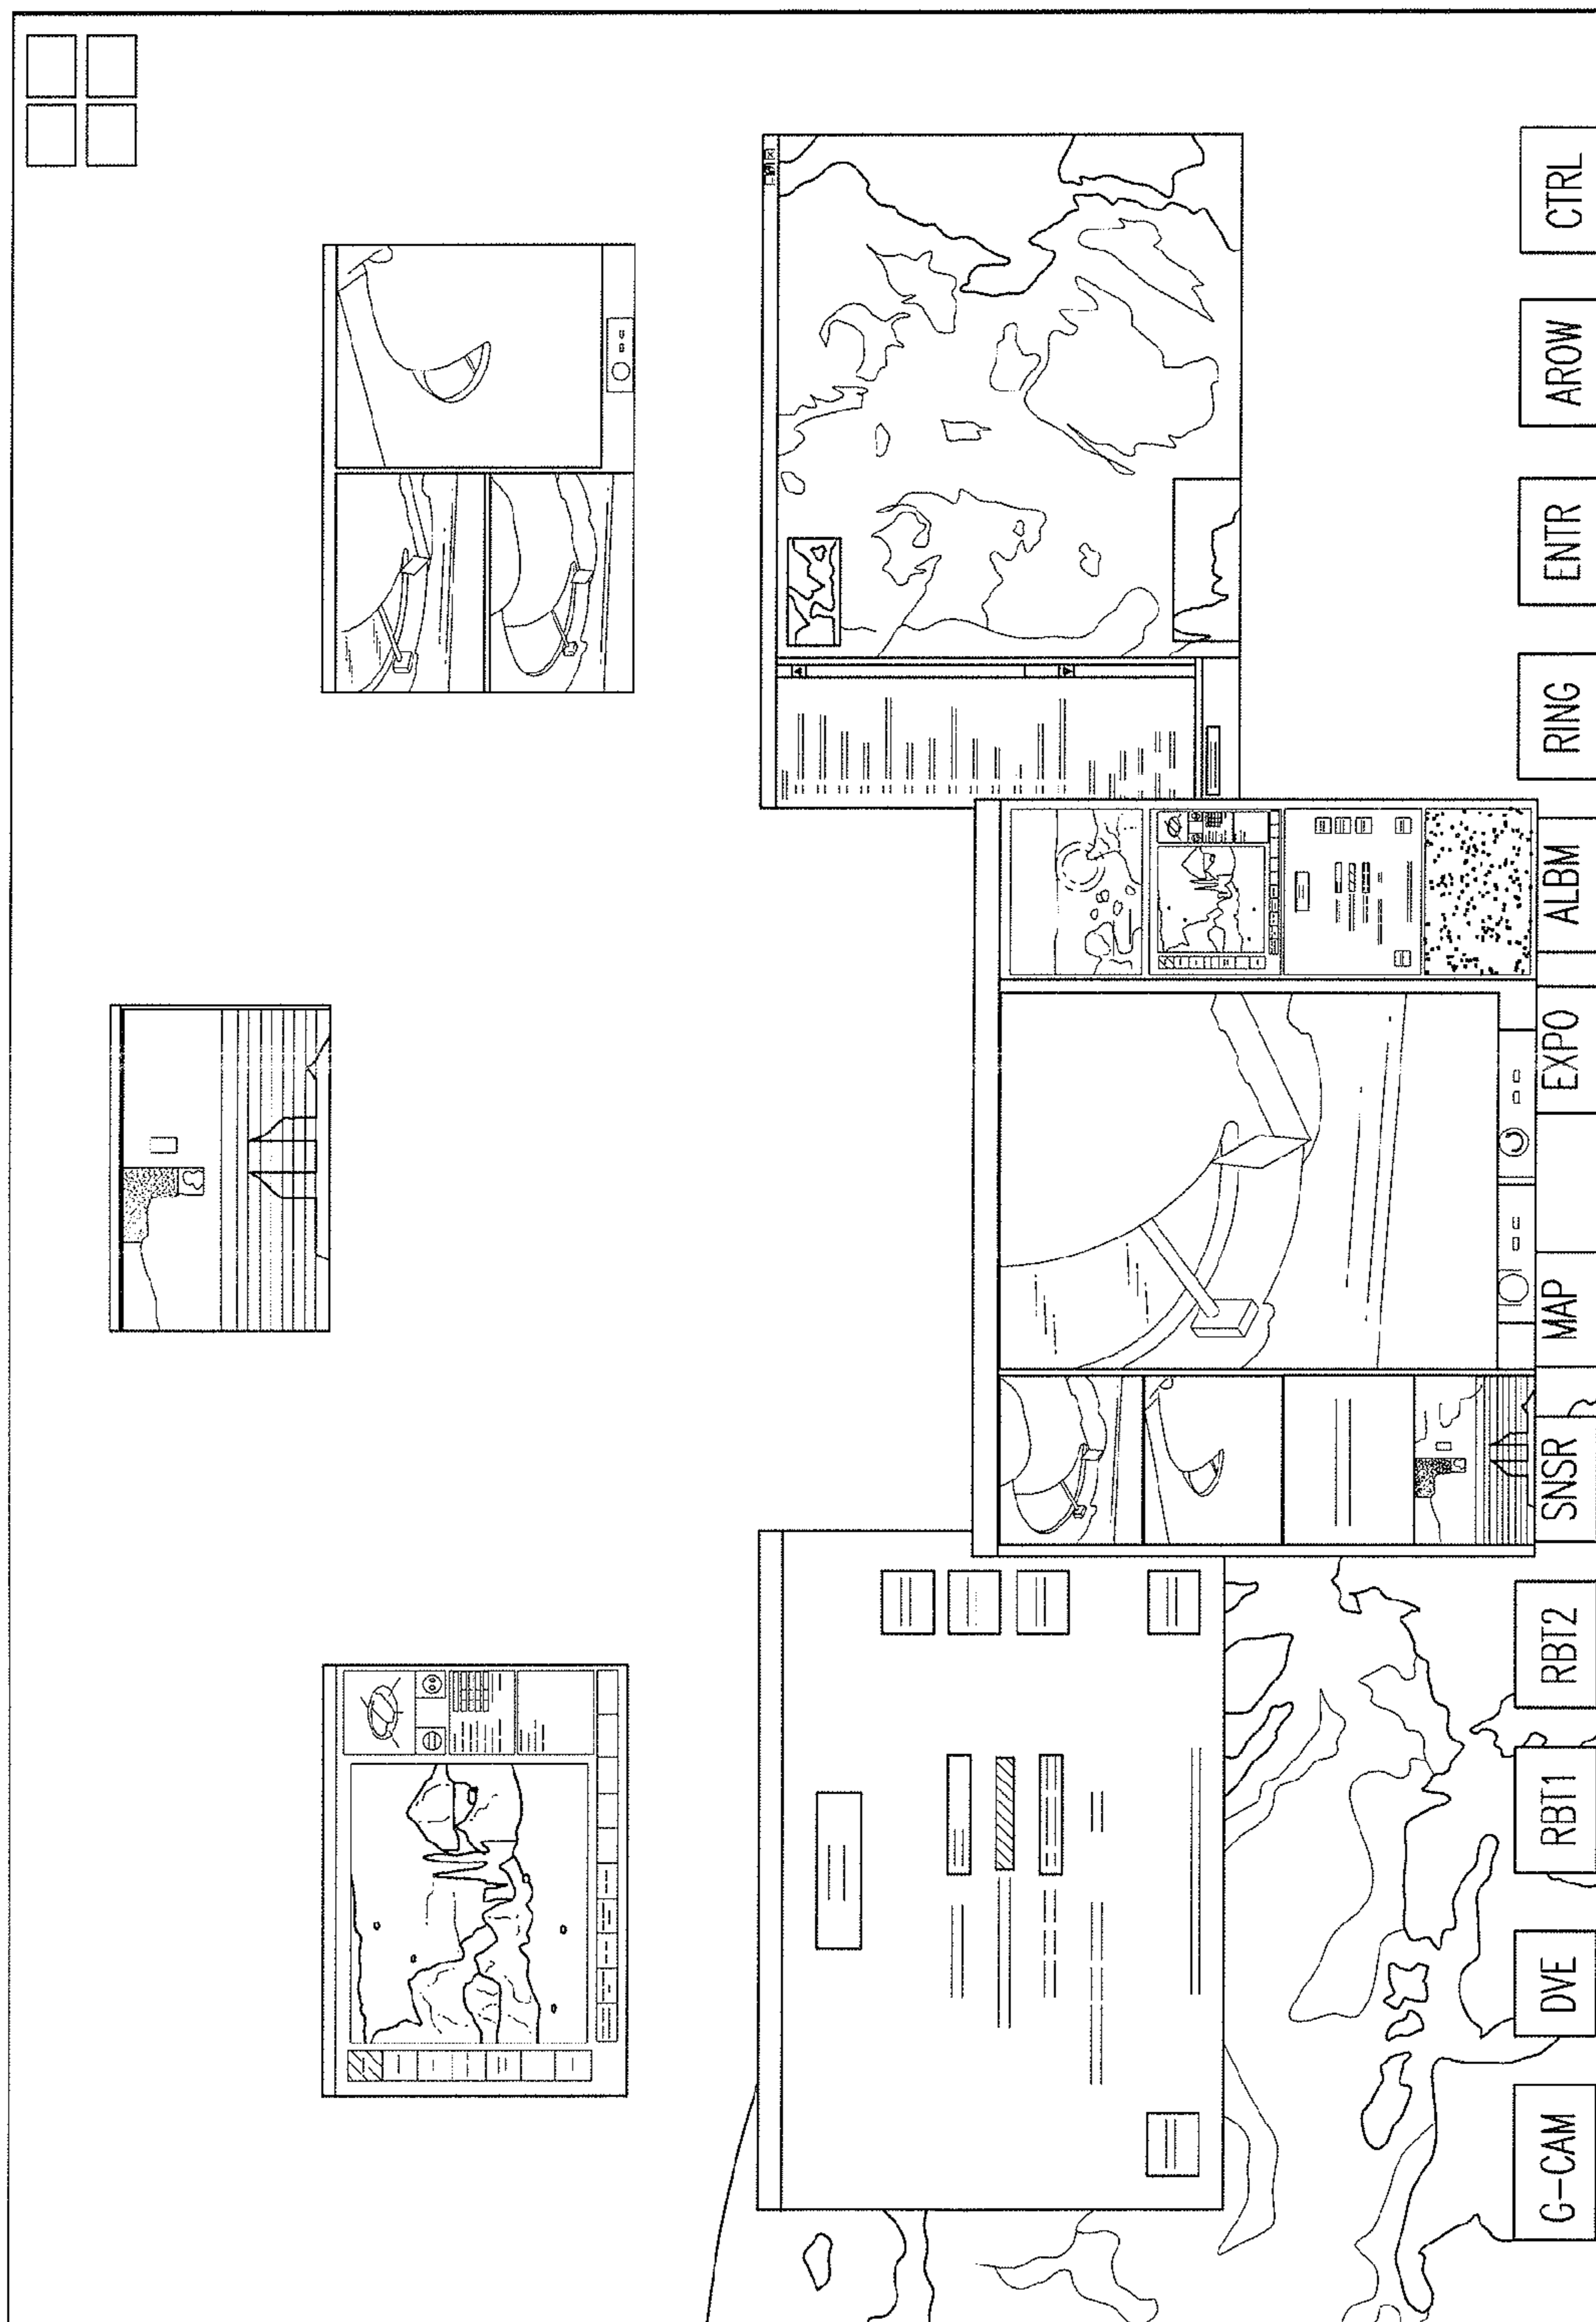 G-CAM
DVE
RBT1
RBT2
SNSR
MAP
EXPO
ALBM
RING
ENTR
AROW
CTRL